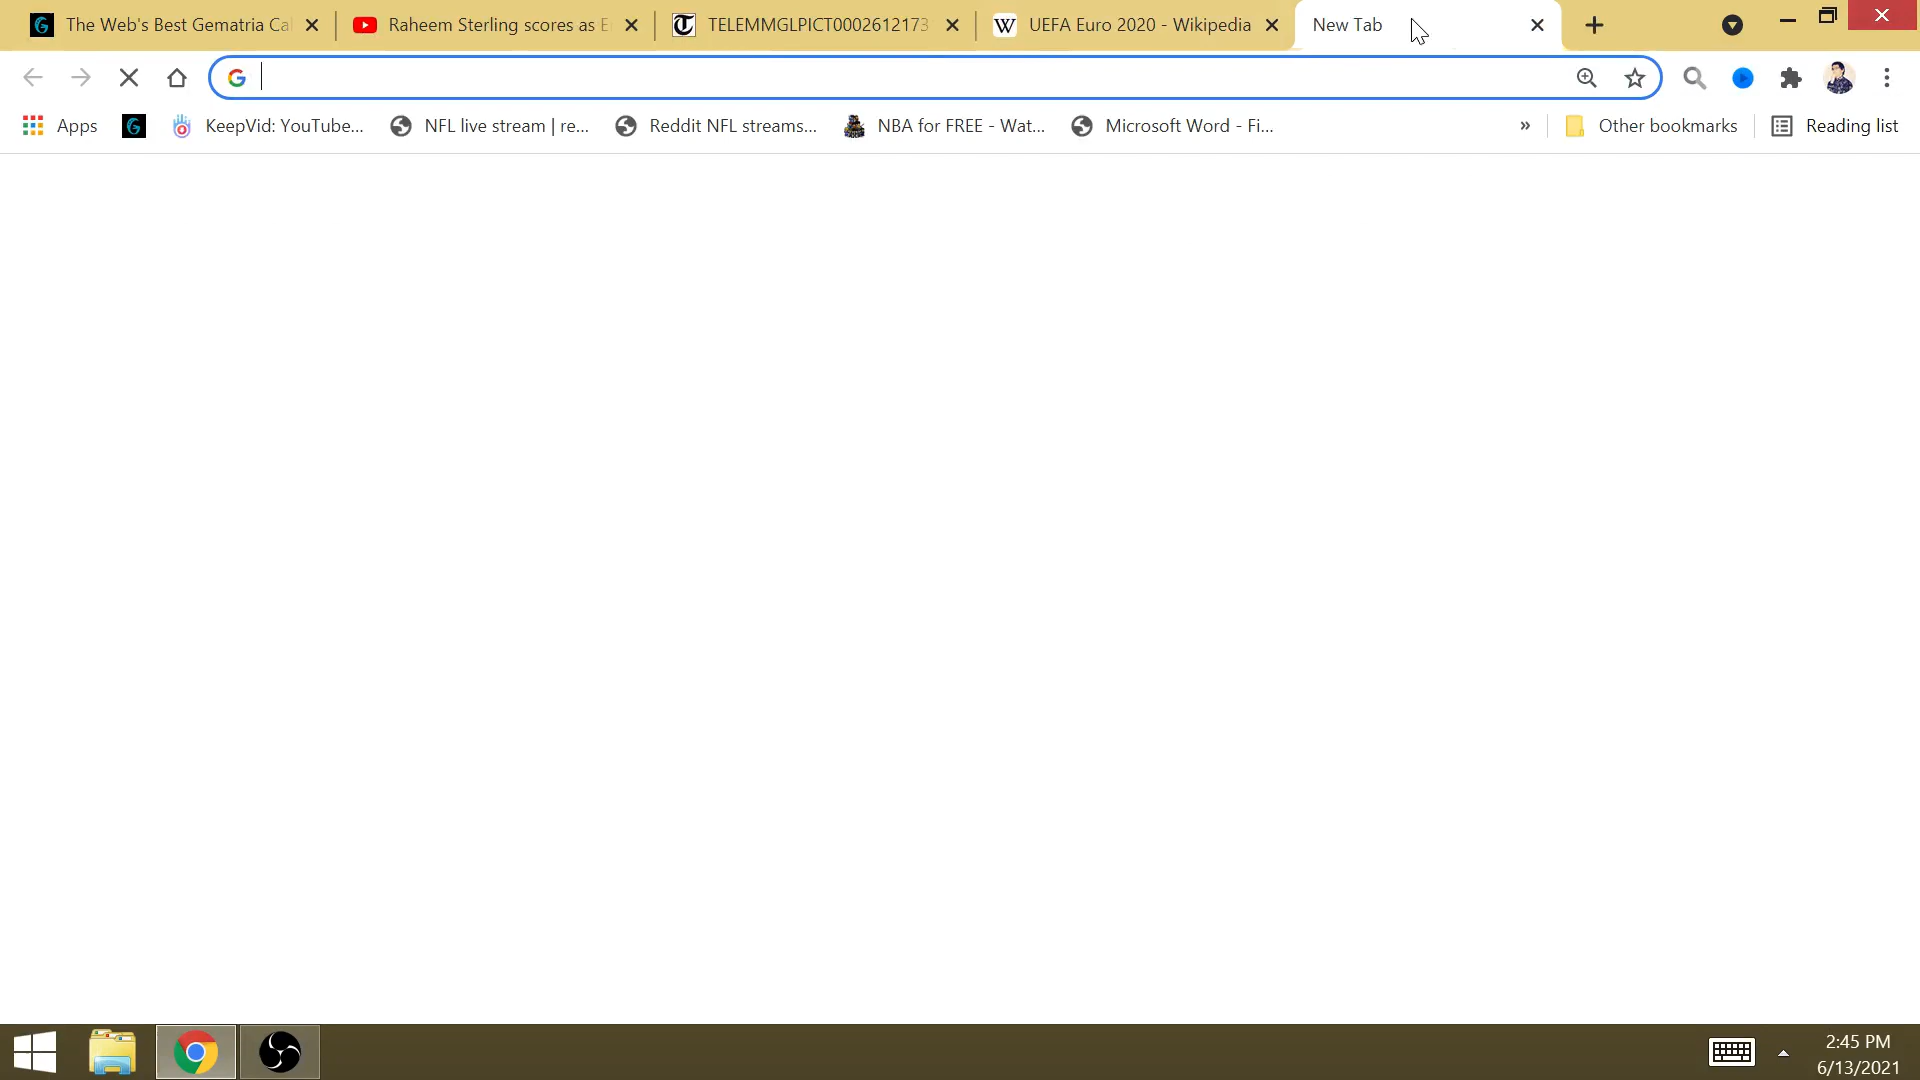 The Web's Best Gematria Ca
Raheem Sterling scores as E
TELEMMGLPICT0002612173
UEFA Euro 2020 - Wikipedia
New Tab
Apps
KeepVid: YouTube...
NFL live stream | re...
Reddit NFL streams...
NBA for FREE - Wat...
Microsoft Word - Fi...
»
Other bookmarks
Reading list
2:45 PM
6/13/2021